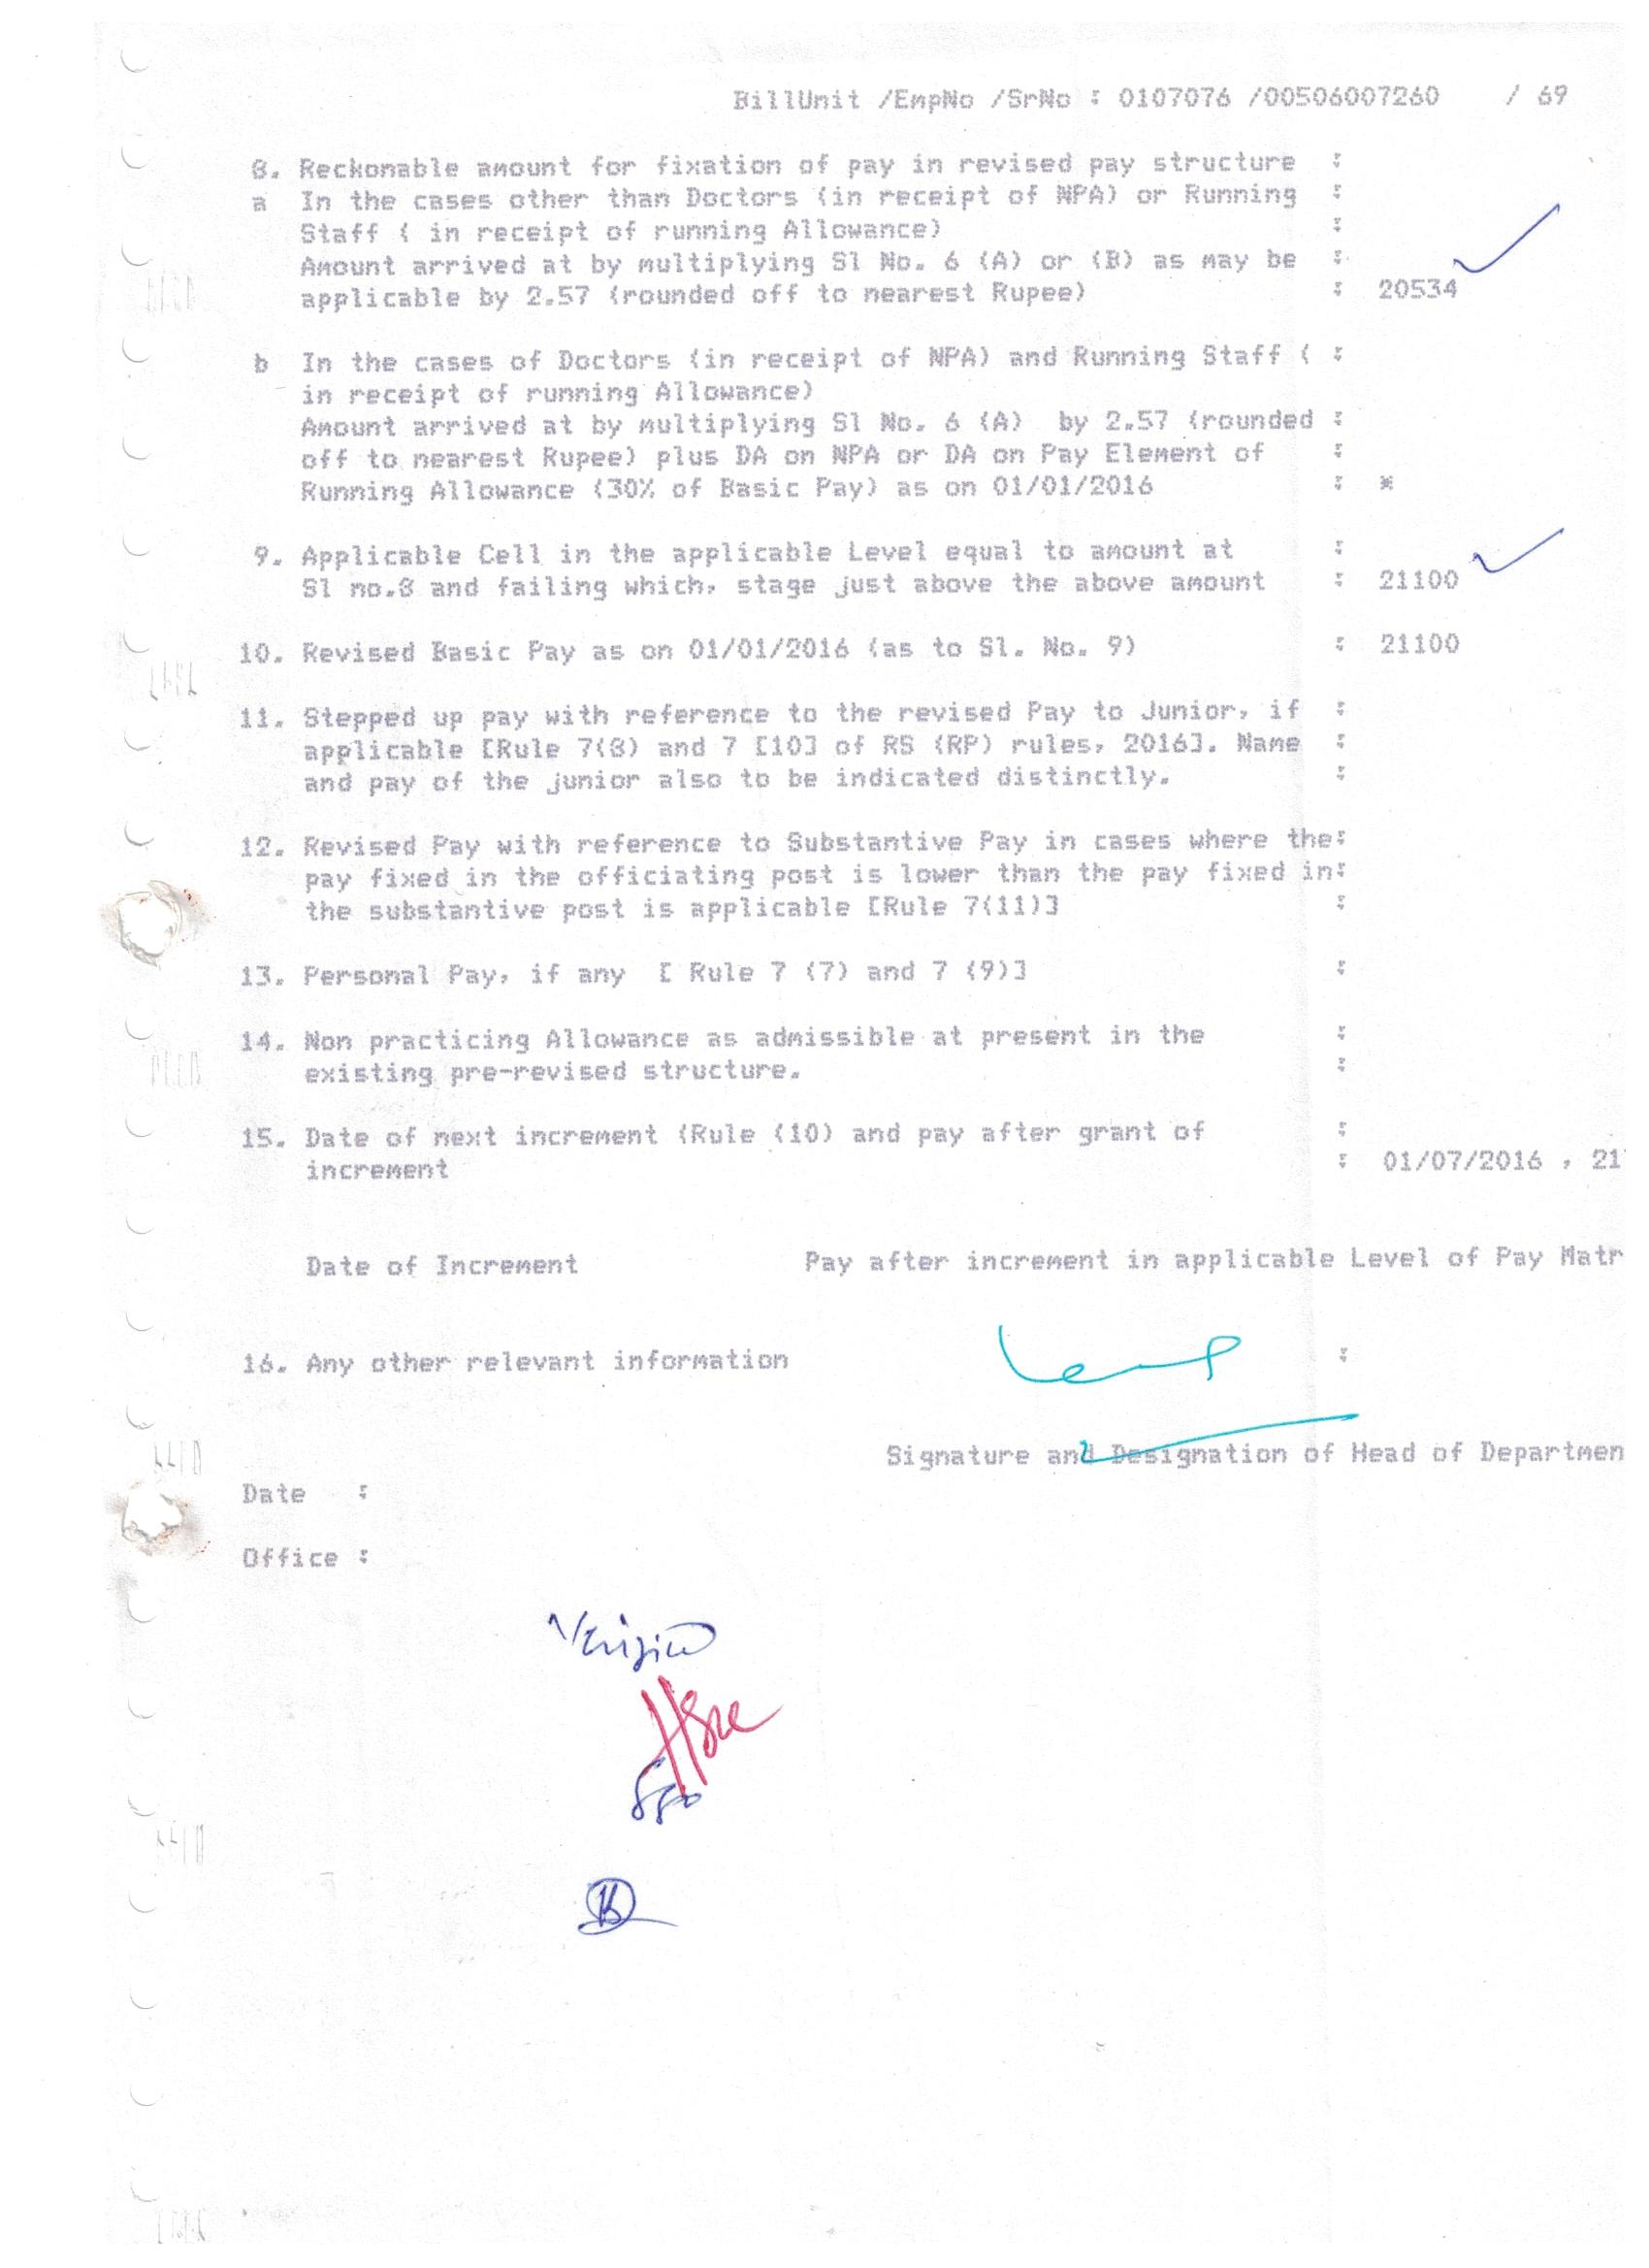 BillUnit /EmpNo /SrNo : 0107076 /00506007260 / 69
8. Reckonable amount for fixation of pay in revised pay structure :
a In the cases other than Doctors (in receipt of NPA) or Running :
Staff ( in receipt of running Allowance) :
Amount arrived at by multiplying Sl No. 6 (A) or (B) as may be :
applicable by 2.57 (rounded off to nearest Rupee) : 20534
b In the cases of Doctors (in receipt of NPA) and Running Staff ( :
in receipt of running Allowance)
Amount arrived at by multiplying Sl No. 6 (A) by 2.57 (rounded :
off to nearest Rupee) plus DA on NPA or DA on Pay Element of :
Running Allowance (30% of Basic Pay) as on 01/01/2016 : *
9. Applicable Cell in the applicable Level equal to amount at :
Sl no.8 and failing which, stage just above the above amount : 21100
10. Revised Basic Pay as on 01/01/2016 (as to Sl. No. 9) : 21100
11. Stepped up pay with reference to the revised Pay to Junior, if :
applicable [Rule 7(8) and 7 [10] of RS (RP) rules, 2016]. Name :
and pay of the junior also to be indicated distinctly. :
12. Revised Pay with reference to Substantive Pay in cases where the:
pay fixed in the officiating post is lower than the pay fixed in:
the substantive post is applicable [Rule 7(11)] :
13. Personal Pay, if any [ Rule 7 (7) and 7 (9)] :
14. Non practicing Allowance as admissible at present in the :
existing pre-revised structure. :
15. Date of next increment (Rule (10) and pay after grant of :
increment : 01/07/2016 , 21
Date of Increment Pay after increment in applicable Level of Pay Matr
16. Any other relevant information :
Signature and Designation of Head of Departmen
Date :
Office :